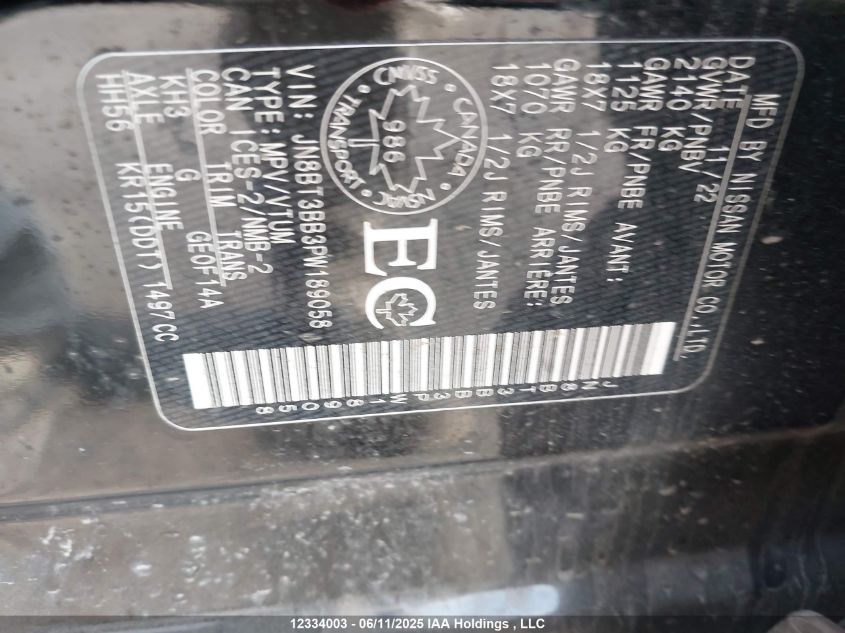 MFD BY NISSAN MOTOR CO.,LTD.
DATE 11/22
GVWR/PNBV
2140 KG
GAWR FR/PNBE AVANT:
1125 KG
18X7 1/2J RIMS/JANTES
GAWR RR/PNBE ARRIERE:
1070 KG
18X7 1/2J RIMS/JANTES
CANADA
CMVSS
986
NSVAC
TRANSPORT
EC
VIN: JN8BT3BB3PW189058
TYPE: MPV/VTUM
CAN ICES-2/NMB-2
COLOR TRIM TRANS
KH3 G GE0F14A
AXLE ENGINE
HH56 KR15(DDT) 1497CC
JN8BT3BB3PW189058
12334003 - 06/11/2025 IAA Holdings , LLC